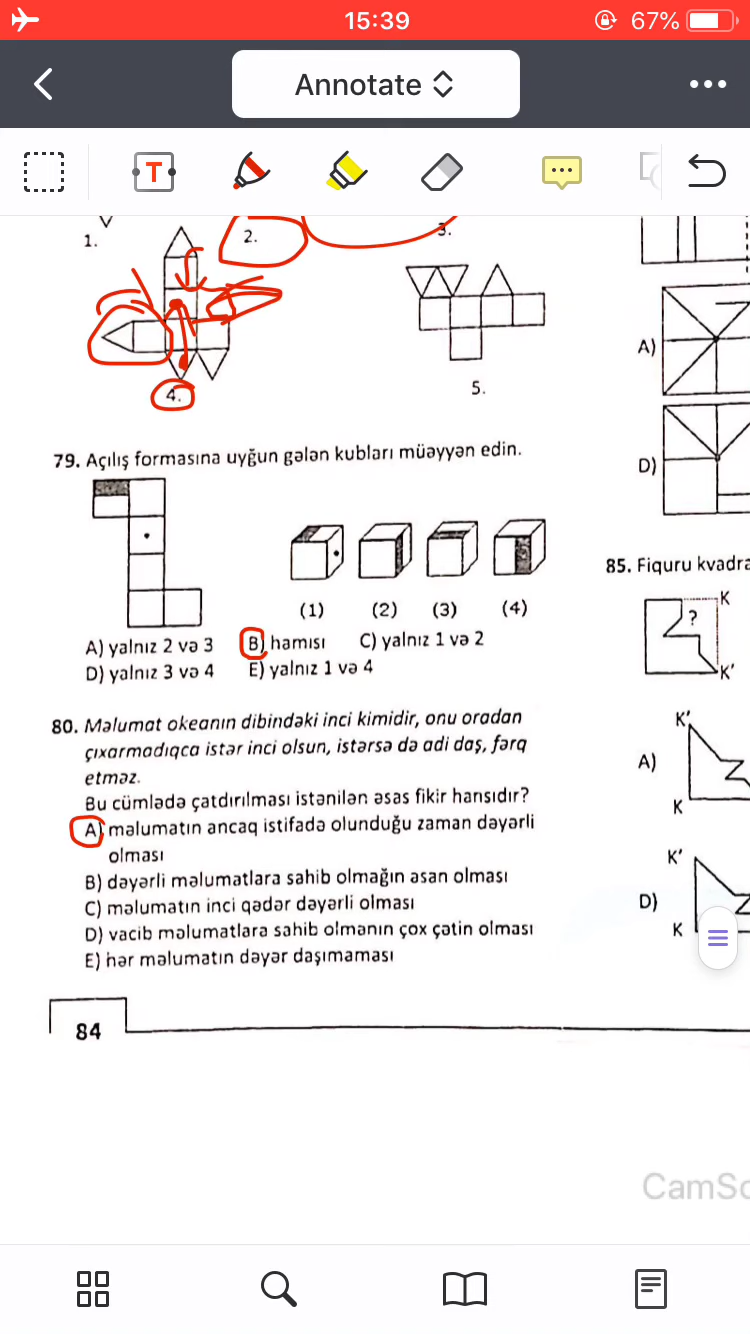 15:39
67%
Annotate
T
1.
2.
3.
4.
5.
79. Açılış formasına uyğun gələn kubları müəyyən edin.
(1) (2) (3) (4)
A) yalnız 2 və 3 B) hamısı C) yalnız 1 və 2
D) yalnız 3 və 4 E) yalnız 1 və 4
80. Məlumat okeanın dibindəki inci kimidir, onu oradan
çıxarmadıqca istər inci olsun, istərsə də adi daş, fərq
etməz.
Bu cümlədə çatdırılması istənilən əsas fikir hansıdır?
A) məlumatın ancaq istifadə olunduğu zaman dəyərli
olması
B) dəyərli məlumatlara sahib olmağın asan olması
C) məlumatın inci qədər dəyərli olması
D) vacib məlumatlara sahib olmanın çox çətin olması
E) hər məlumatın dəyər daşımaması
84
A)
D)
85. Fiquru kvadra
K
?
K'
K'
A)
K
K'
D)
K
CamSc